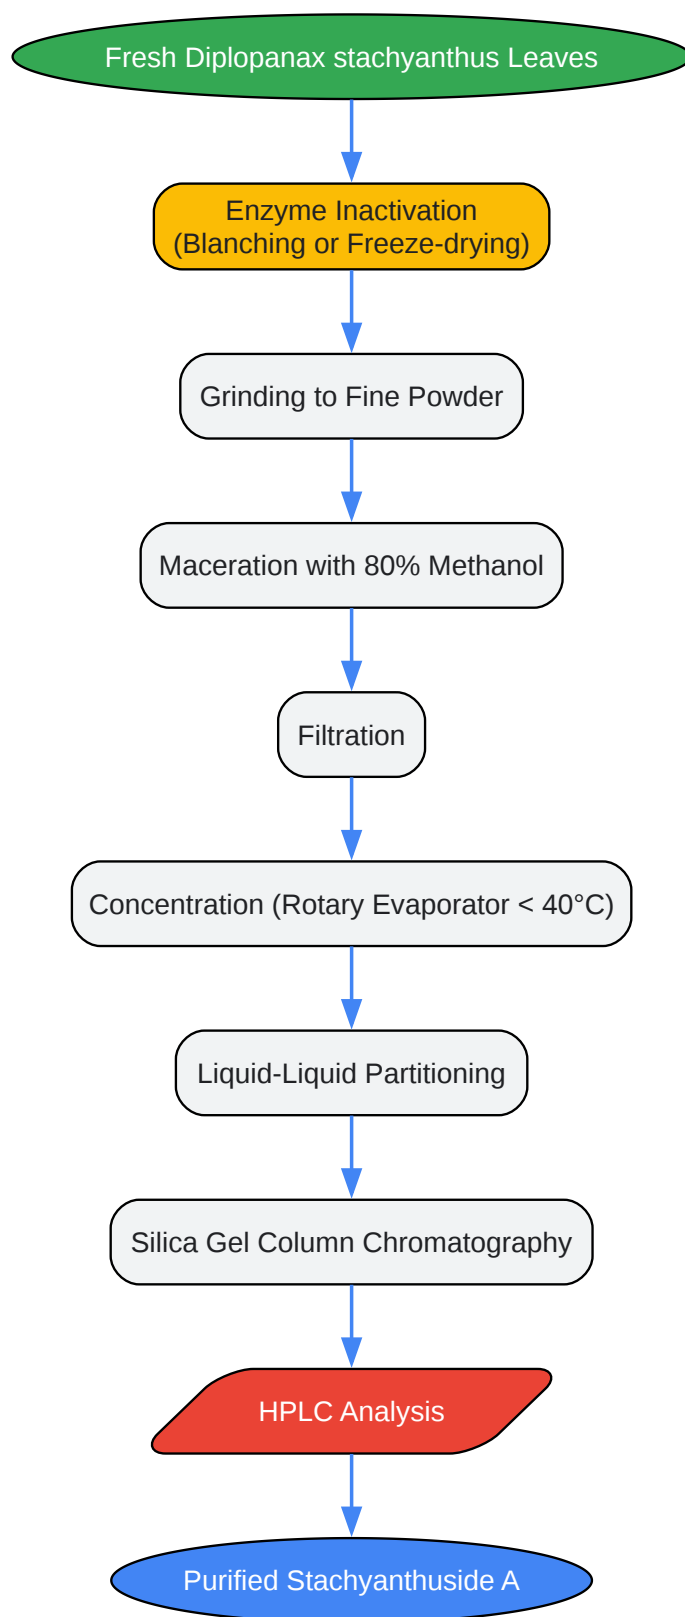 Fresh Diplopanax stachyanthus Leaves
Enzyme Inactivation
(Blanching or Freeze-drying)
Grinding to Fine Powder
Maceration with 80% Methanol
Filtration
Concentration (Rotary Evaporator < 40°C)
Liquid-Liquid Partitioning
Silica Gel Column Chromatography
HPLC Analysis
Purified Stachyanthuside A